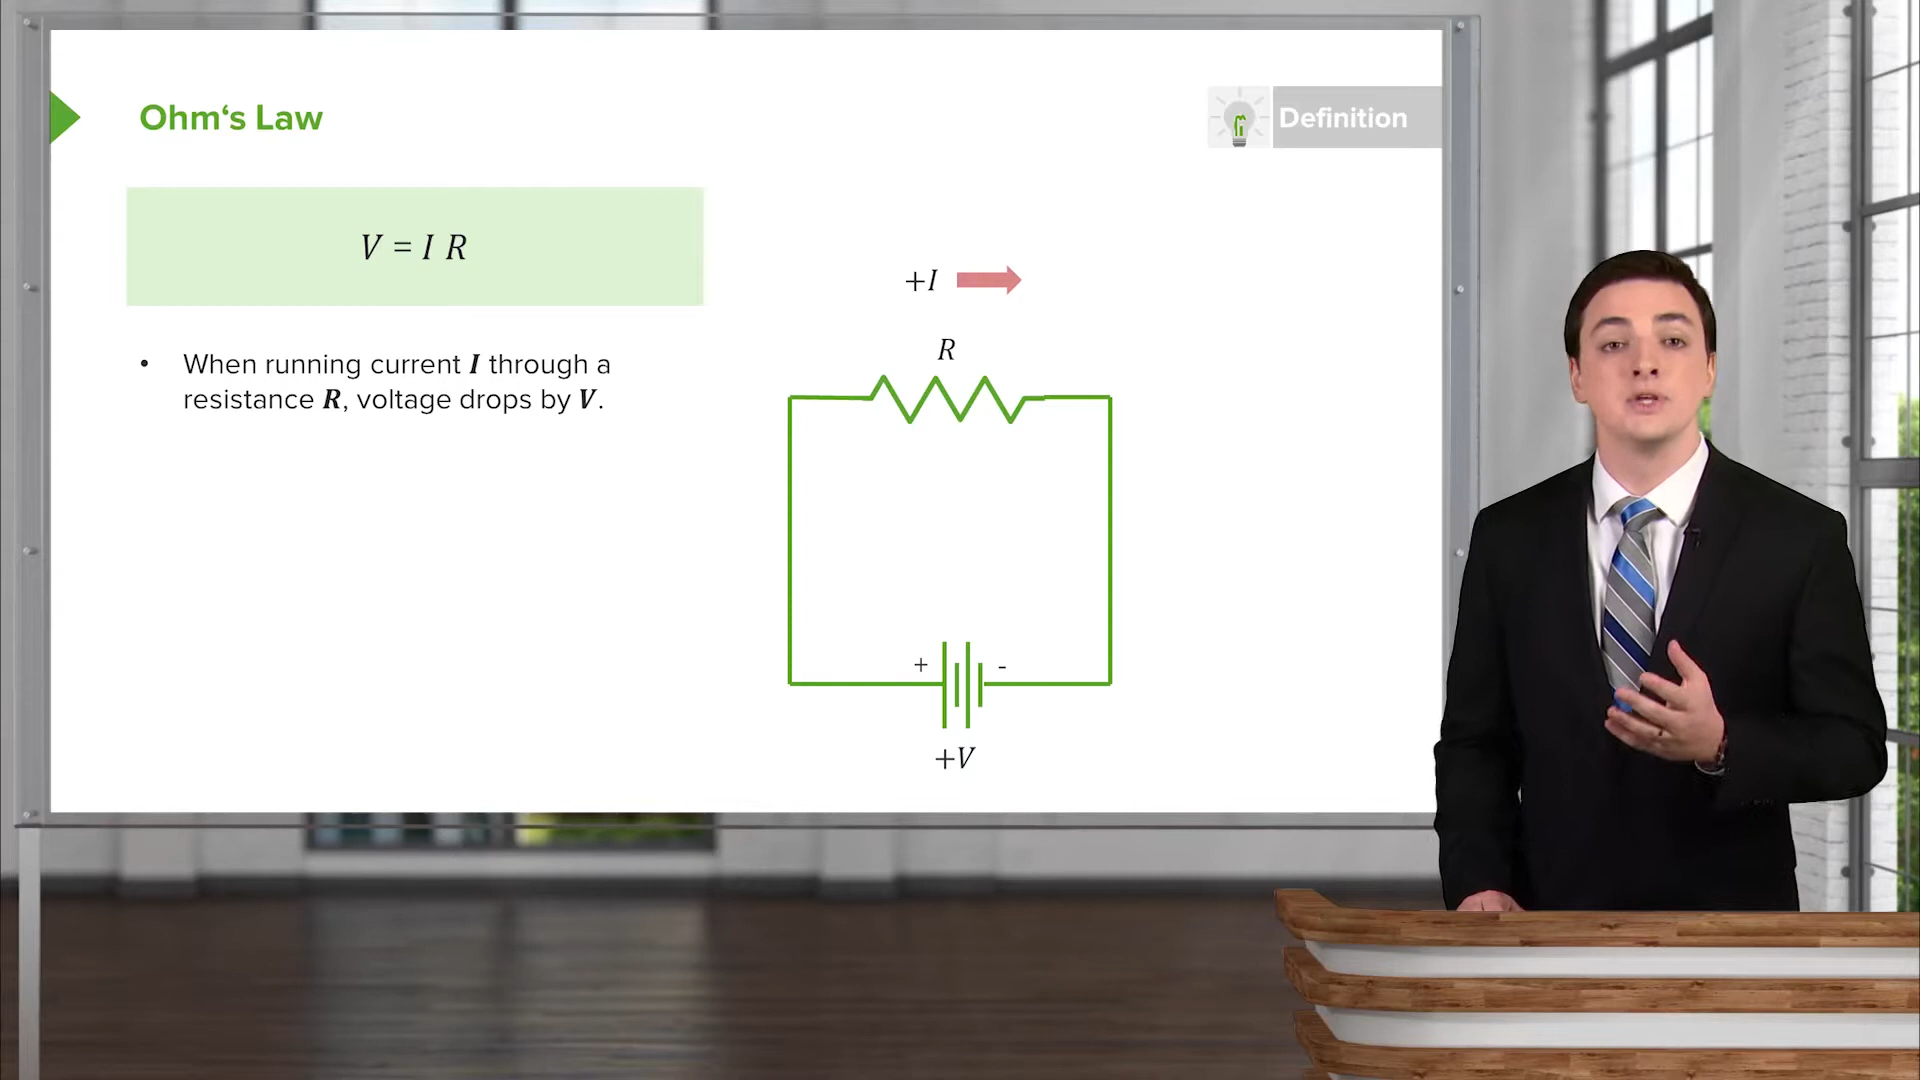 Ohm‘s Law
Definition
V = I R
• When running current I through a
resistance R, voltage drops by V.
+I
R
+ -
+V